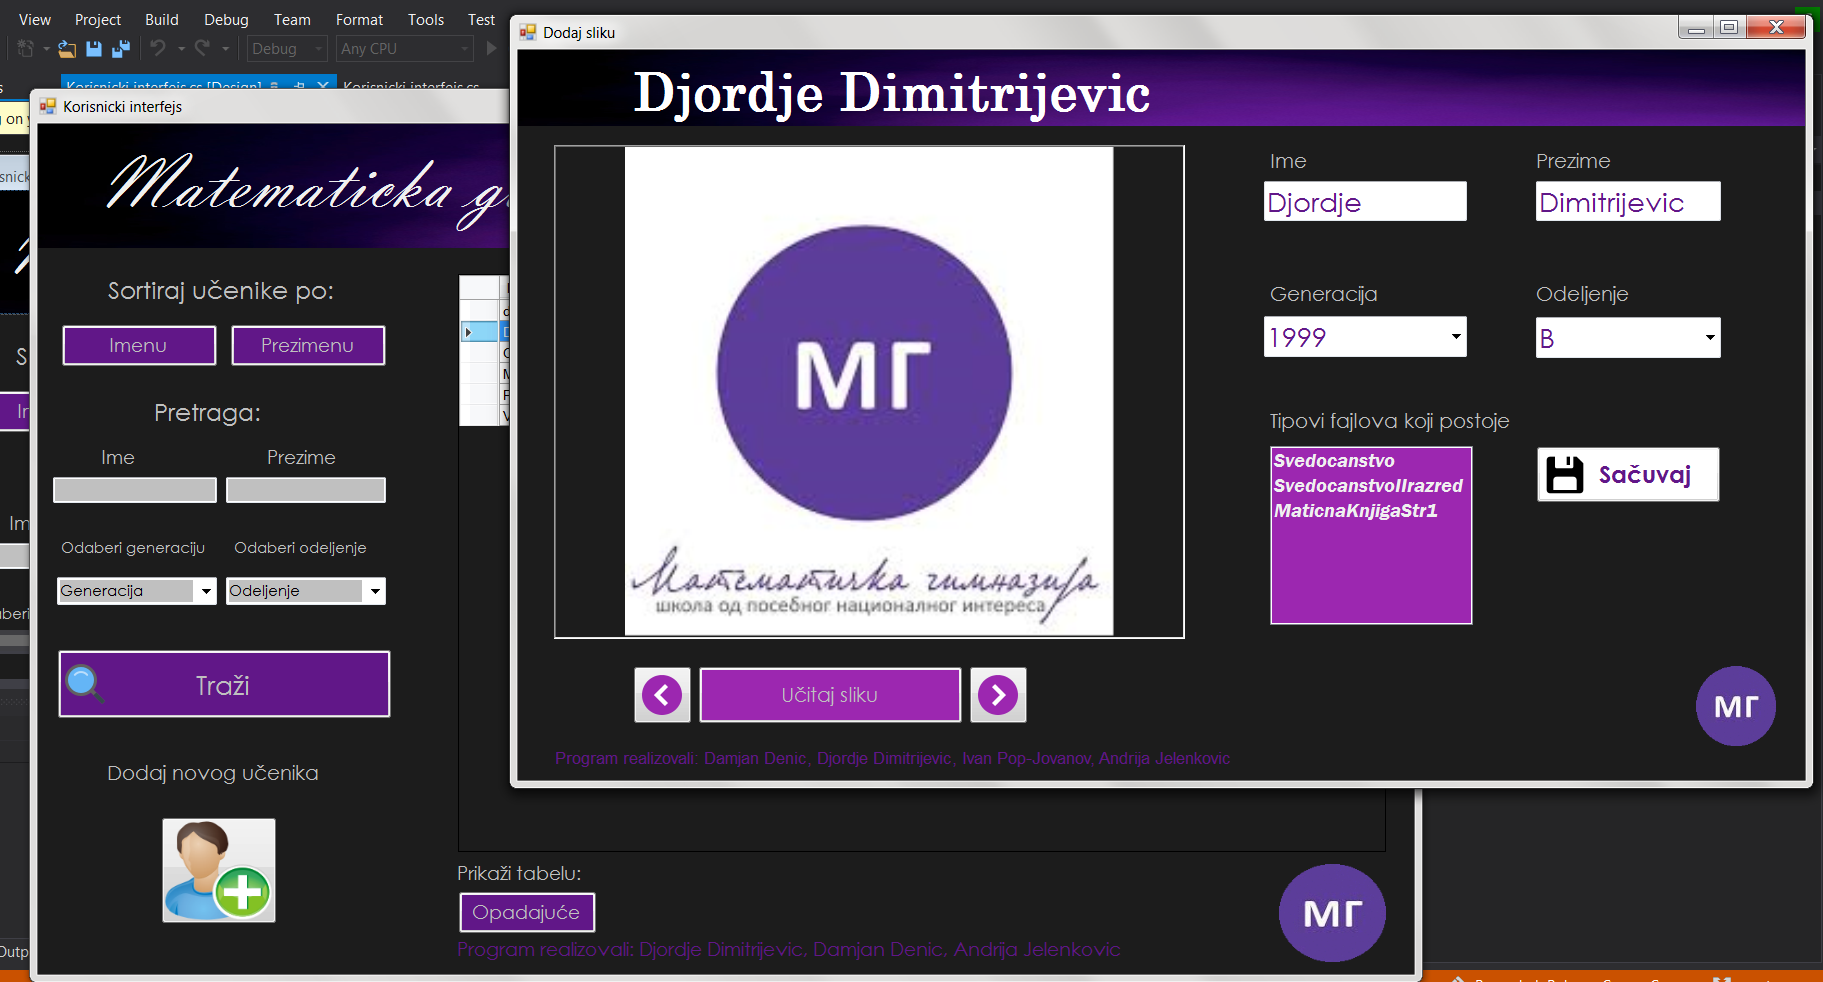 View Project Build Debug Team Format Tools Test
Debug Any CPU
Korisnicki interfejs.cs [Design] Korisnicki interfejs.cs
Korisnicki interfejs
Matematicka
Sortiraj učenike po:
Imenu Prezimenu
Pretraga:
Ime Prezime
Odaberi generaciju Odaberi odeljenje
Generacija Odeljenje
Traži
Dodaj novog učenika
Prikaži tabelu:
Opadajuće
МГ
Program realizovali: Djordje Dimitrijevic, Damjan Denic, Andrija Jelenkovic
Dodaj sliku
Djordje Dimitrijevic
МГ
Математичка гимназија
школа од посебног националног интереса
Ime Prezime
Djordje Dimitrijevic
Generacija Odeljenje
1999 B
Tipovi fajlova koji postoje
Svedocanstvo
SvedocanstvoIIrazred
MaticnaKnjigaStr1
Sačuvaj
Učitaj sliku
МГ
Program realizovali: Damjan Denic, Djordje Dimitrijevic, Ivan Pop-Jovanov, Andrija Jelenkovic